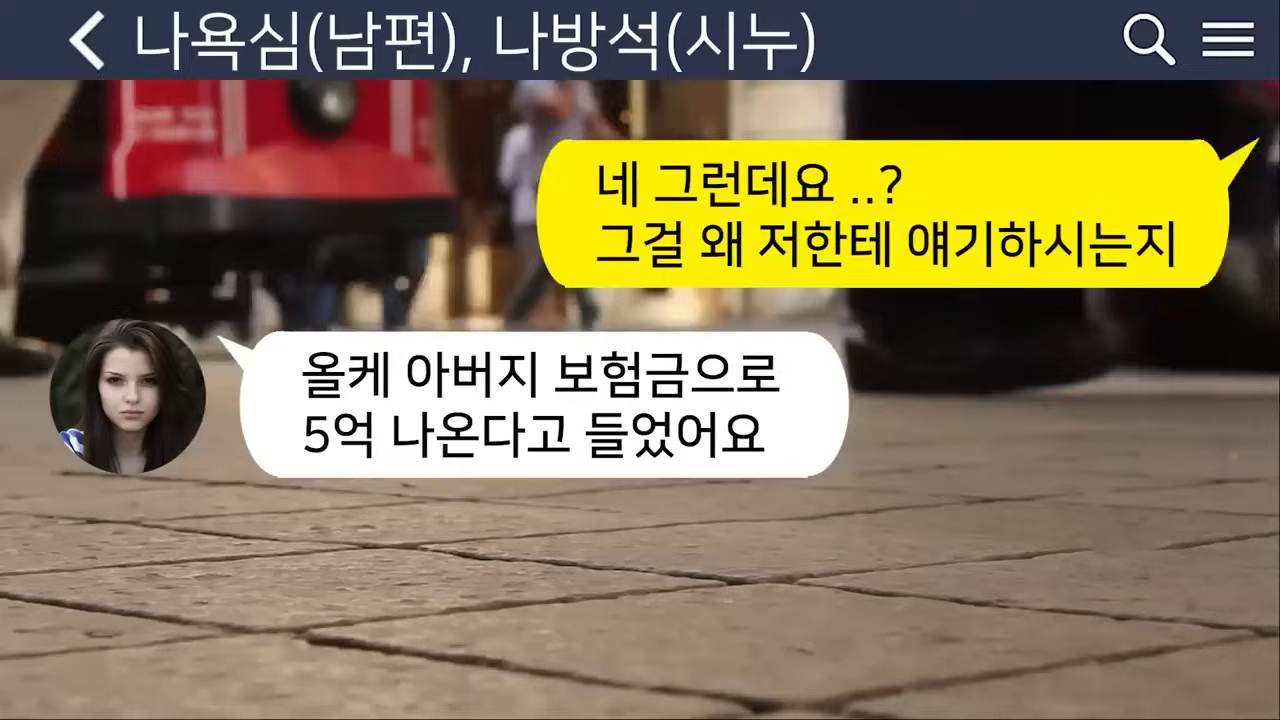 나욕심(남편), 나방석(시누)
네 그런데요 ..?
그걸 왜 저한테 얘기하시는지
올케 아버지 보험금으로
5억 나온다고 들었어요